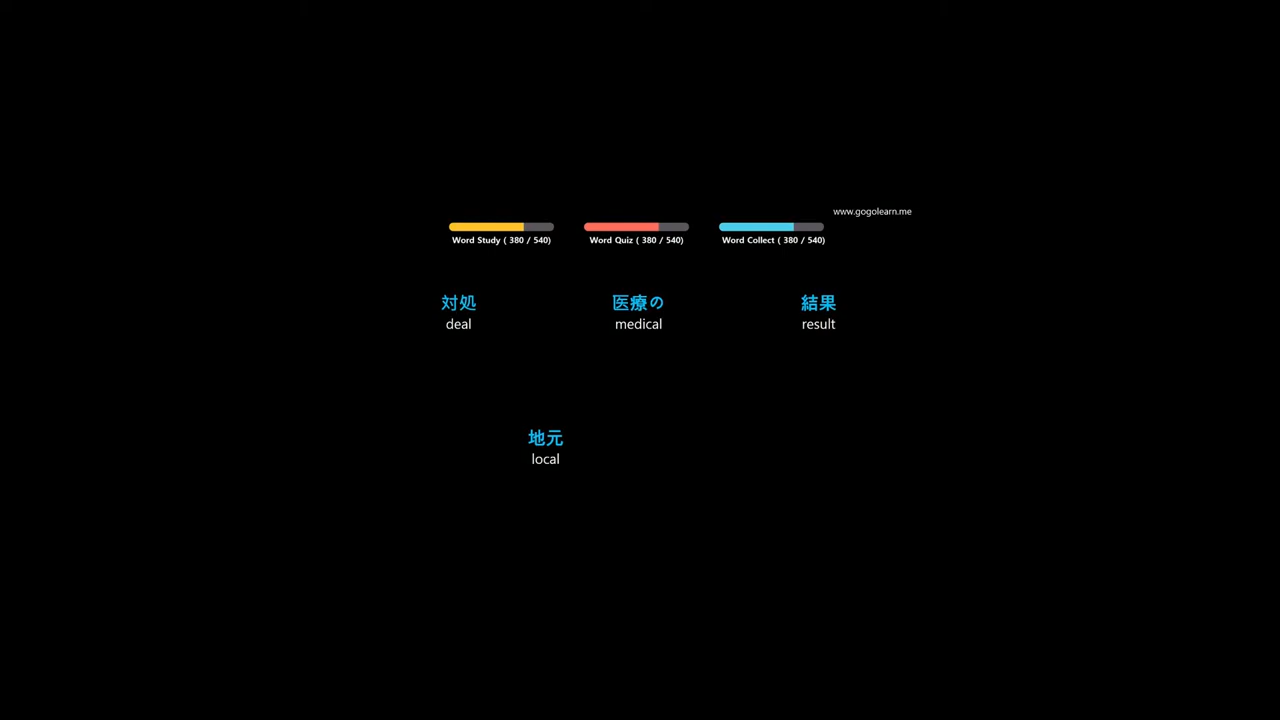 www.gogolearn.me
Word Study ( 380 / 540)
Word Quiz ( 380 / 540)
Word Collect ( 380 / 540)
対処
deal
医療の
medical
結果
result
地元
local